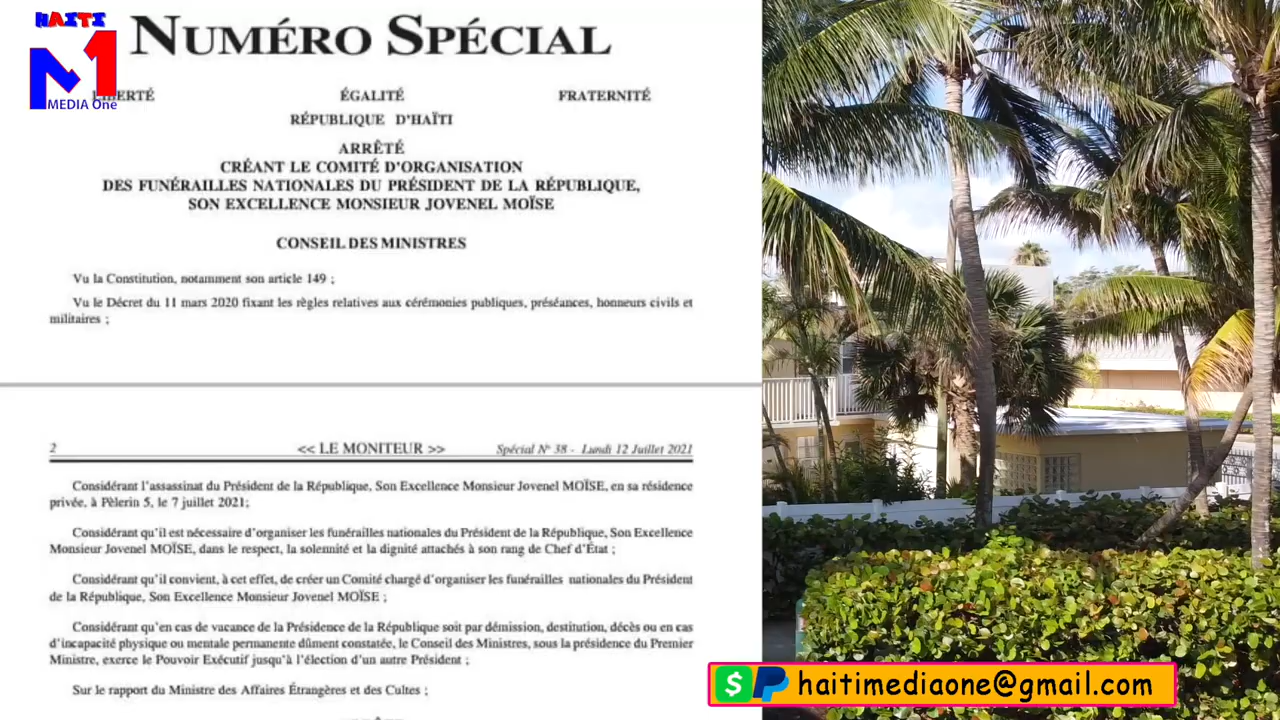 HAITI
M1
MEDIA One
NUMÉRO SPÉCIAL
LIBERTÉ ÉGALITÉ FRATERNITÉ
RÉPUBLIQUE D'HAÏTI
ARRÊTÉ
CRÉANT LE COMITÉ D'ORGANISATION
DES FUNÉRAILLES NATIONALES DU PRÉSIDENT DE LA RÉPUBLIQUE,
SON EXCELLENCE MONSIEUR JOVENEL MOÏSE
CONSEIL DES MINISTRES
Vu la Constitution, notamment son article 149 ;
Vu le Décret du 11 mars 2020 fixant les règles relatives aux cérémonies publiques, préséances, honneurs civils et
militaires ;
2 << LE MONITEUR >> Spécial N° 38 - Lundi 12 Juillet 2021
Considérant l'assassinat du Président de la République, Son Excellence Monsieur Jovenel MOÏSE, en sa résidence
privée, à Pèlerin 5, le 7 juillet 2021;
Considérant qu'il est nécessaire d'organiser les funérailles nationales du Président de la République, Son Excellence
Monsieur Jovenel MOÏSE, dans le respect, la solennité et la dignité attachés à son rang de Chef d'État ;
Considérant qu'il convient, à cet effet, de créer un Comité chargé d'organiser les funérailles nationales du Président
de la République, Son Excellence Monsieur Jovenel MOÏSE ;
Considérant qu'en cas de vacance de la Présidence de la République soit par démission, destitution, décès ou en cas
d'incapacité physique ou mentale permanente dûment constatée, le Conseil des Ministres, sous la présidence du Premier
Ministre, exerce le Pouvoir Exécutif jusqu'à l'élection d'un autre Président ;
Sur le rapport du Ministre des Affaires Étrangères et des Cultes ;
$ P haitimediaone@gmail.com